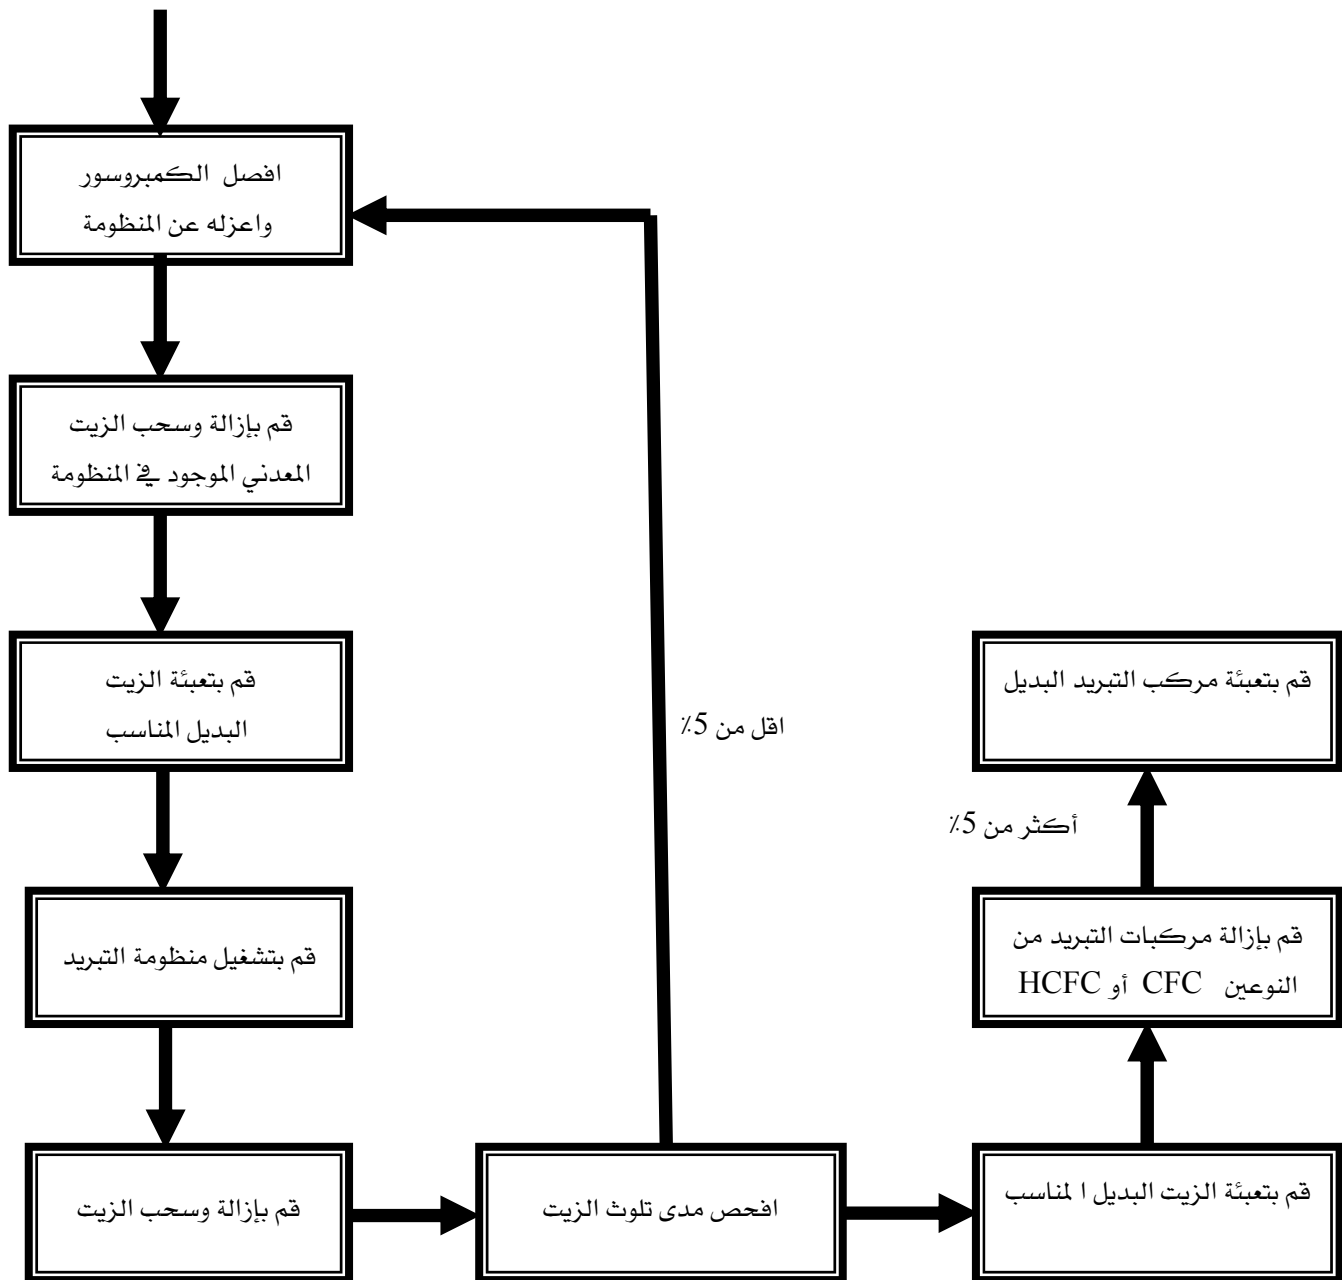 افصل الكمبروسور
واعزله عن المنظومة
قم بإزالة وسحب الزيت
المعدني الموجود في المنظومة
قم بتعبئة الزيت
البديل المناسب
قم بتشغيل منظومة التبريد
قم بإزالة وسحب الزيت
افحص مدى تلوث الزيت
اقل من 5٪
قم بتعبئة الزيت البديل ا لمناسب
قم بإزالة مركبات التبريد من
النوعين CFC أو HCFC
أكثر من 5٪
قم بتعبئة مركب التبريد البديل